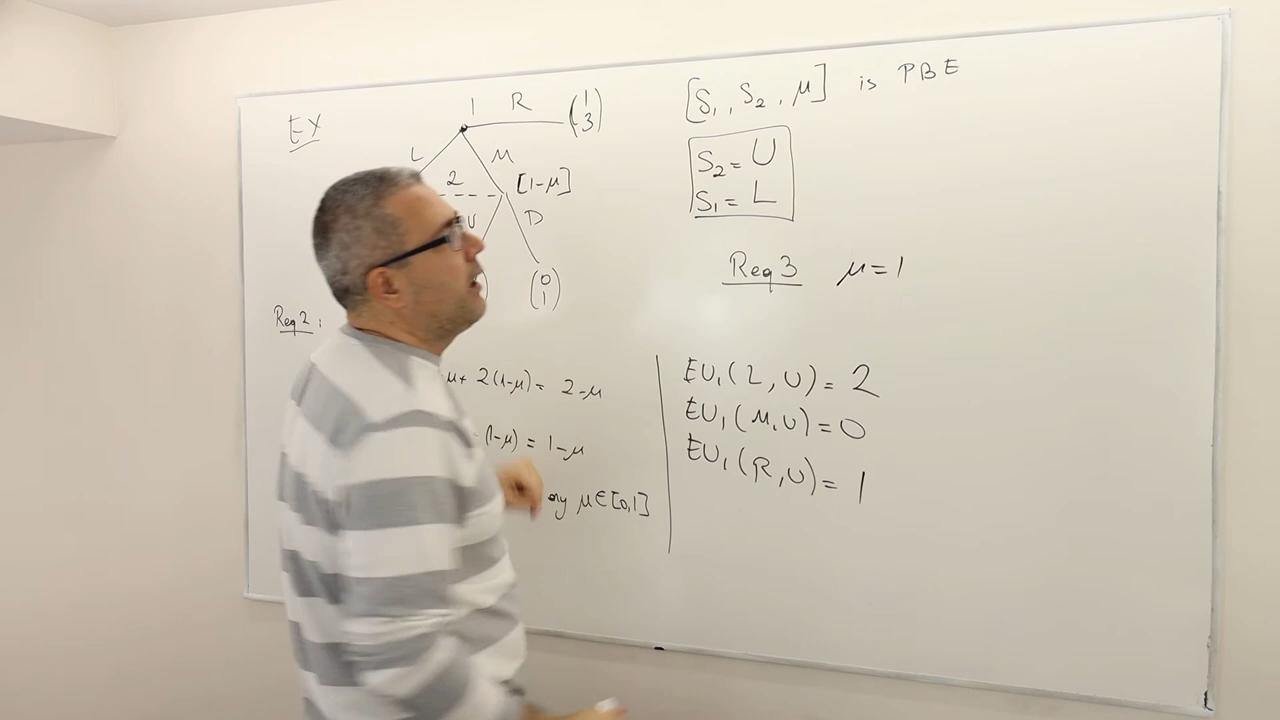 EX
1 R (1 3)
L M
2 [1-μ]
U D
(0 1)
Req 2:
μ+ 2(1-μ) = 2-μ
(1-μ) = 1-μ
any μ∈[0,1]
[S₁, S₂, μ] is PBE
S₂ = U
S₁ = L
Req 3 μ=1
EU₁(L,U) = 2
EU₁(M,U) = 0
EU₁(R,U) = 1